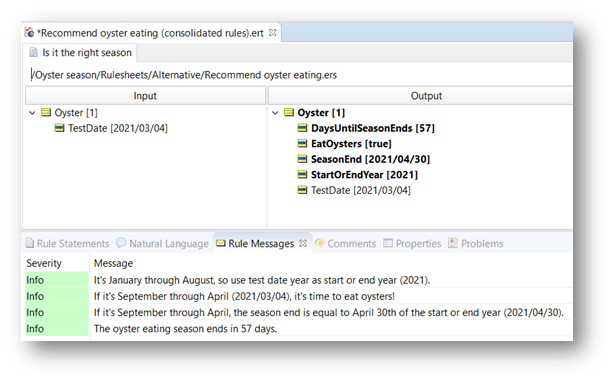 *Recommend oyster eating (consolidated rules).ert
Is it the right season
/Oyster season/Rulesheets/Alternative/Recommend oyster eating.ers
Input Output
Oyster [1]
TestDate [2021/03/04]
Oyster [1]
DaysUntilSeasonEnds [57]
EatOysters [true]
SeasonEnd [2021/04/30]
StartOrEndYear [2021]
TestDate [2021/03/04]
Rule Statements Natural Language Rule Messages Comments Properties Problems
Severity Message
Info It's January through August, so use test date year as start or end year (2021).
Info If it's September through April (2021/03/04), it's time to eat oysters!
Info If it's September through April, the season end is equal to April 30th of the start or end year (2021/04/30).
Info The oyster eating season ends in 57 days.